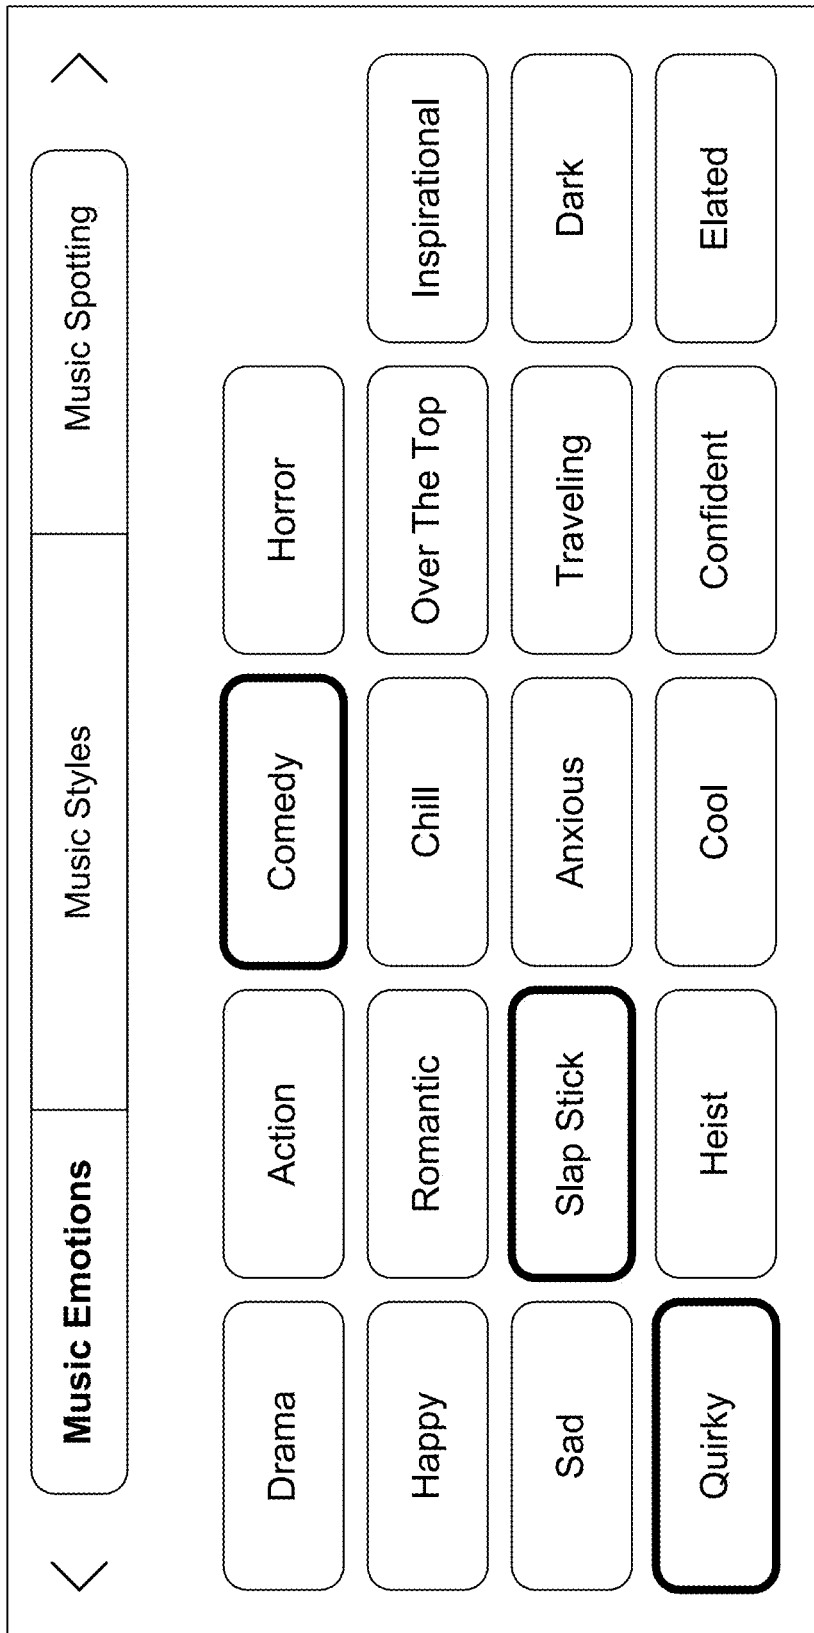 Music Emotions
Music Styles
Music Spotting
Drama
Action
Comedy
Horror
Happy
Romantic
Chill
Over The Top
Inspirational
Sad
Slap Stick
Anxious
Traveling
Dark
Quirky
Heist
Cool
Confident
Elated